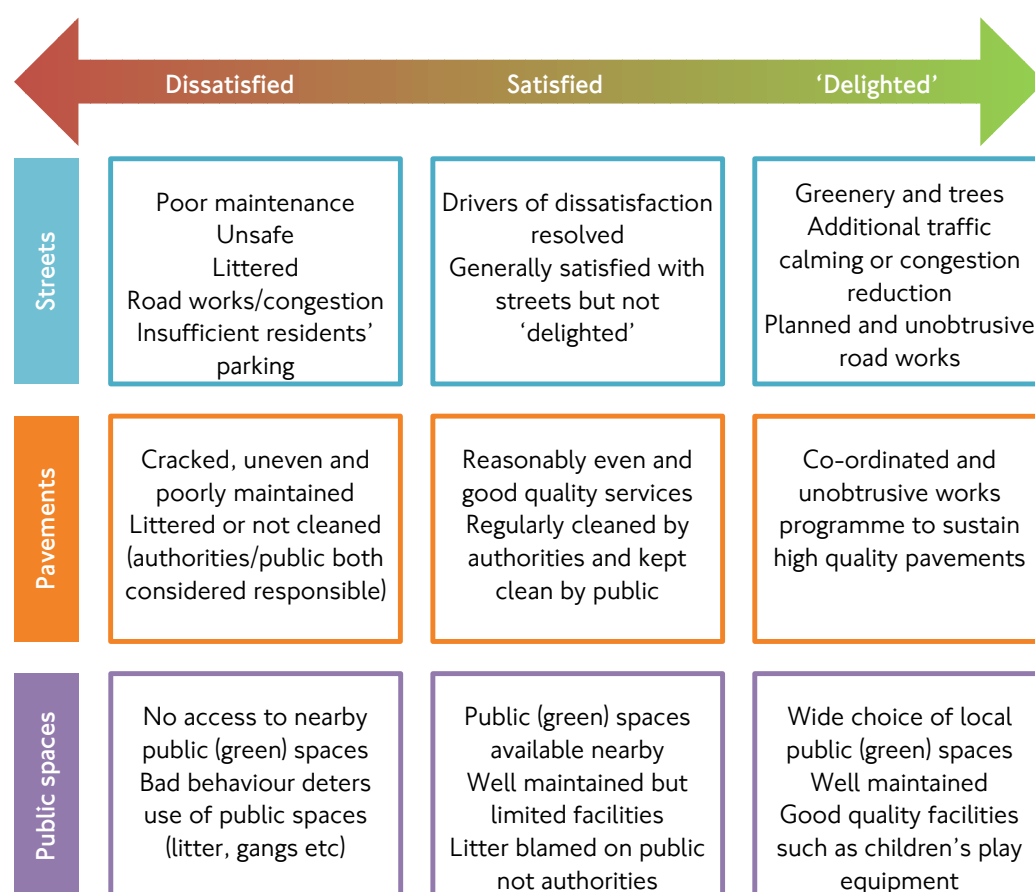 Dissatisfied
Satisfied
‘Delighted’
Streets
Poor maintenance
Unsafe
Littered
Road works/congestion
Insufficient residents’
parking
Drivers of dissatisfaction
resolved
Generally satisfied with
streets but not
‘delighted’
Greenery and trees
Additional traffic
calming or congestion
reduction
Planned and unobtrusive
road works
Pavements
Cracked, uneven and
poorly maintained
Littered or not cleaned
(authorities/public both
considered responsible)
Reasonably even and
good quality services
Regularly cleaned by
authorities and kept
clean by public
Co-ordinated and
unobtrusive works
programme to sustain
high quality pavements
Public spaces
No access to nearby
public (green) spaces
Bad behaviour deters
use of public spaces
(litter, gangs etc)
Public (green) spaces
available nearby
Well maintained but
limited facilities
Litter blamed on public
not authorities
Wide choice of local
public (green) spaces
Well maintained
Good quality facilities
such as children’s play
equipment